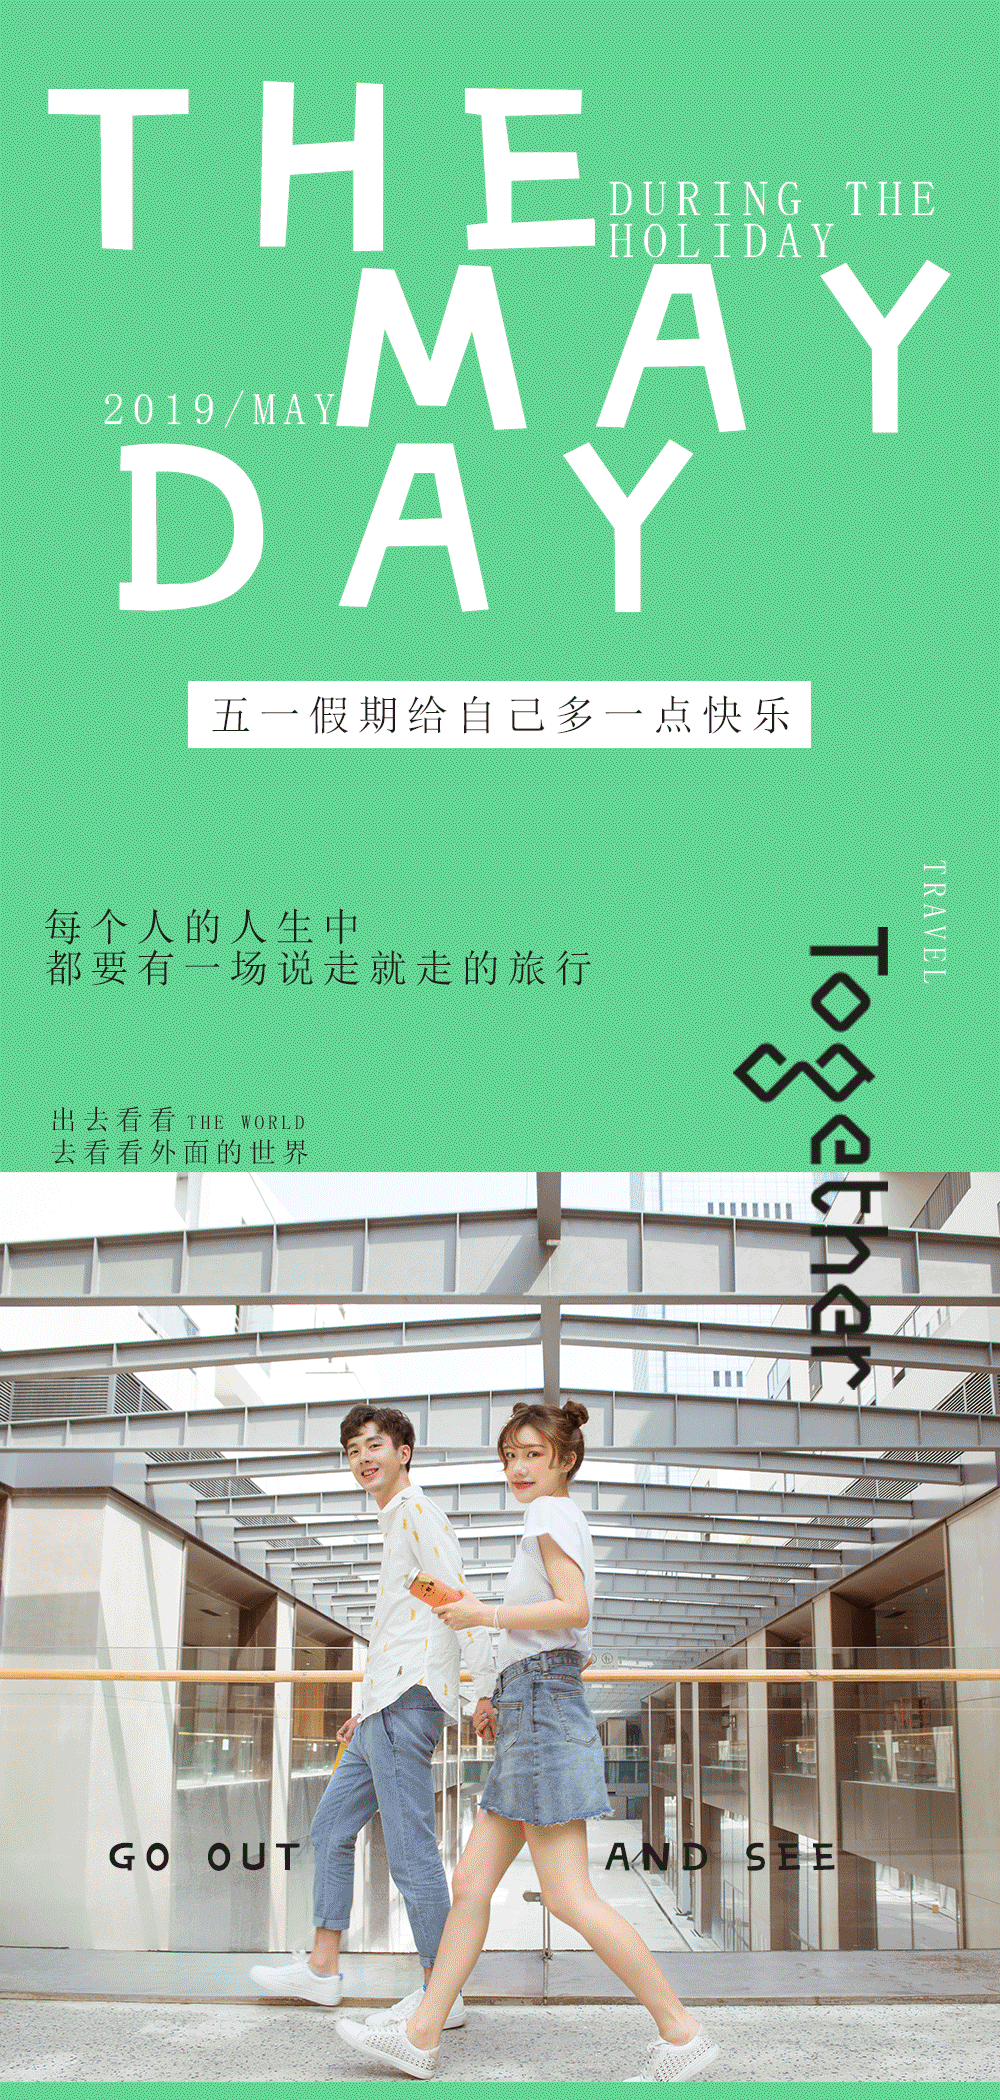 THE
DURING THE
HOLIDAY
MAY
2019/MAY
DAY
五一假期给自己多一点快乐
TRAVEL
Together
每个人的人生中
都要有一场说走就走的旅行
出去看看 THE WORLD
去看看外面的世界
GO OUT
AND SEE